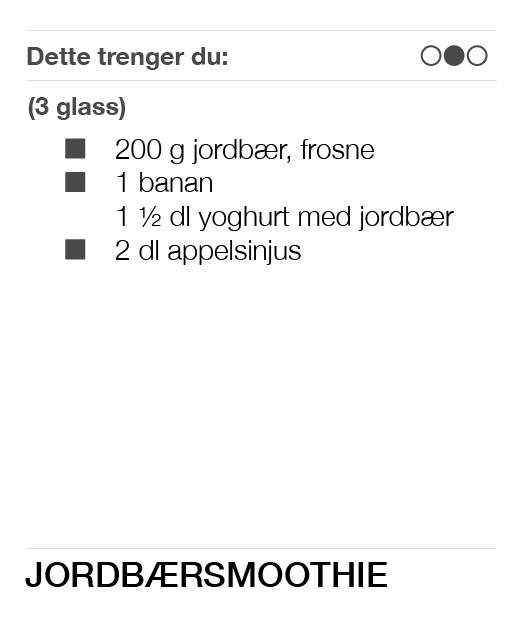 Dette trenger du:
(3 glass)
200 g jordbær, frosne
1 banan
1 ½ dl yoghurt med jordbær
2 dl appelsinjus
JORDBÆRSMOOTHIE